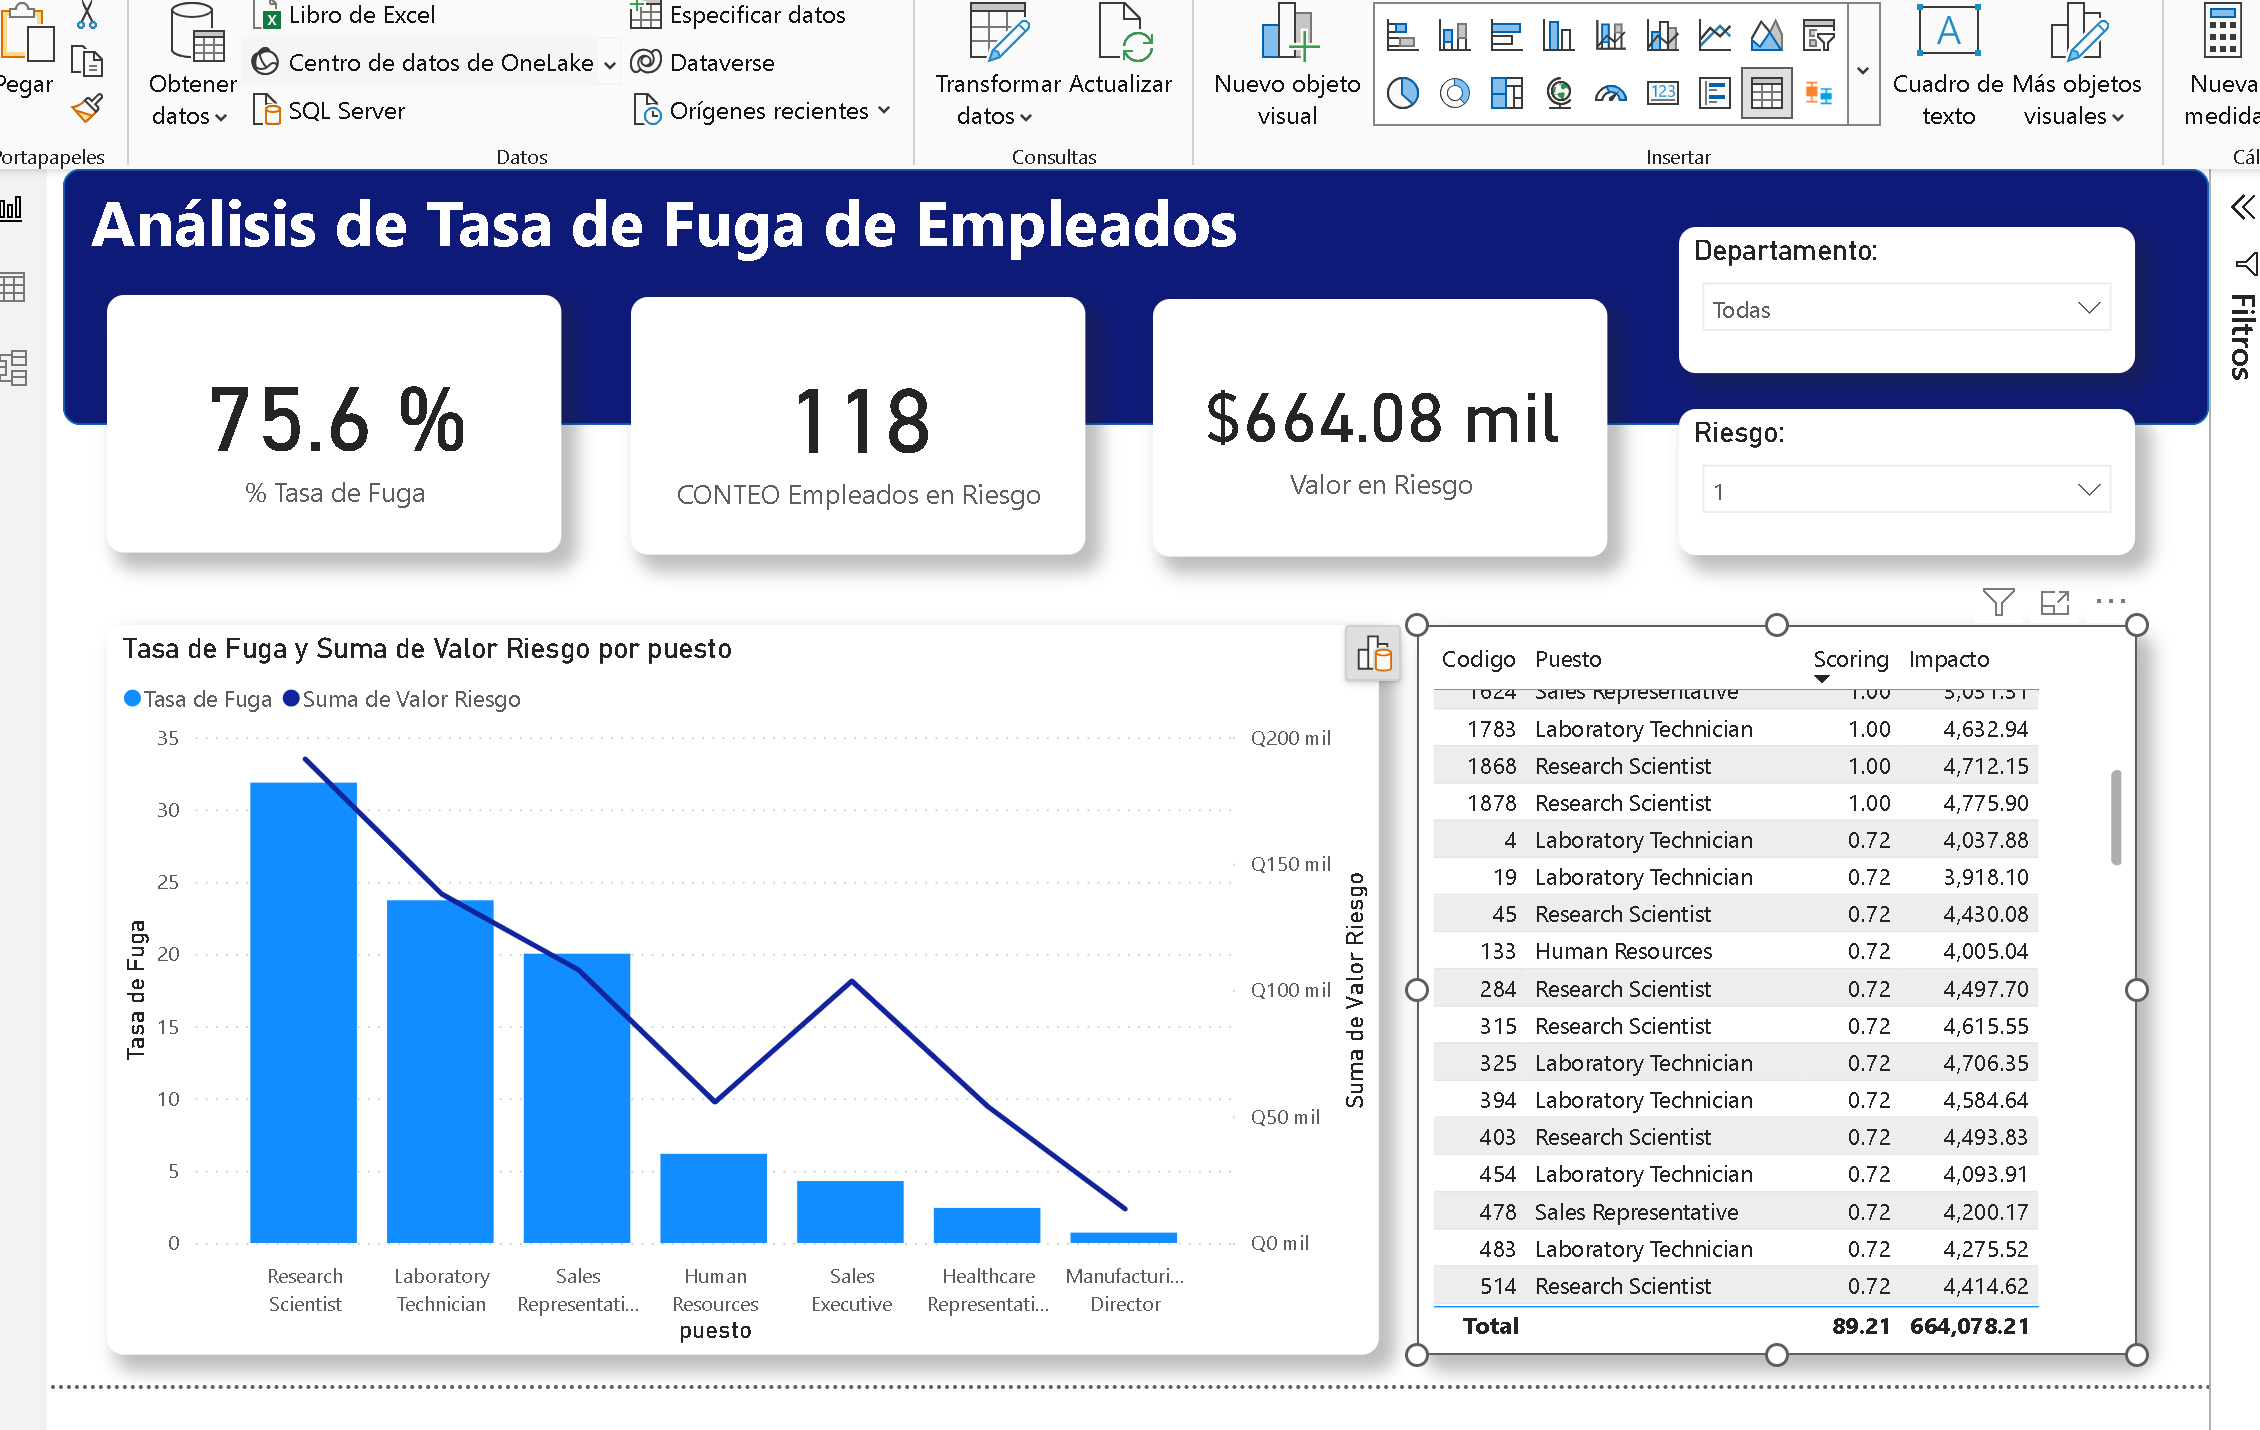 Pegar
Portapapeles
Obtener datos
Libro de Excel
Centro de datos de OneLake
SQL Server
Especificar datos
Dataverse
Orígenes recientes
Datos
Transformar datos
Actualizar
Consultas
Nuevo objeto visual
123
Insertar
A
Cuadro de texto
Más objetos visuales
Nueva
medida
Cál
Análisis de Tasa de Fuga de Empleados
75.6 %
% Tasa de Fuga
118
CONTEO Empleados en Riesgo
$664.08 mil
Valor en Riesgo
Departamento:
Todas
Riesgo:
1
Filtros
Tasa de Fuga y Suma de Valor Riesgo por puesto
Tasa de Fuga
Suma de Valor Riesgo
35
30
25
20
15
10
5
0
Tasa de Fuga
Q200 mil
Q150 mil
Q100 mil
Q50 mil
Q0 mil
Suma de Valor Riesgo
Research Scientist
Laboratory Technician
Sales Representati...
Human Resources
Sales Executive
Healthcare Representati...
Manufacturi... Director
puesto
Codigo Puesto Scoring Impacto
1624 Sales Representative 1.00 5,031.31
1783 Laboratory Technician 1.00 4,632.94
1868 Research Scientist 1.00 4,712.15
1878 Research Scientist 1.00 4,775.90
4 Laboratory Technician 0.72 4,037.88
19 Laboratory Technician 0.72 3,918.10
45 Research Scientist 0.72 4,430.08
133 Human Resources 0.72 4,005.04
284 Research Scientist 0.72 4,497.70
315 Research Scientist 0.72 4,615.55
325 Laboratory Technician 0.72 4,706.35
394 Laboratory Technician 0.72 4,584.64
403 Research Scientist 0.72 4,493.83
454 Laboratory Technician 0.72 4,093.91
478 Sales Representative 0.72 4,200.17
483 Laboratory Technician 0.72 4,275.52
514 Research Scientist 0.72 4,414.62
Total 89.21 664,078.21